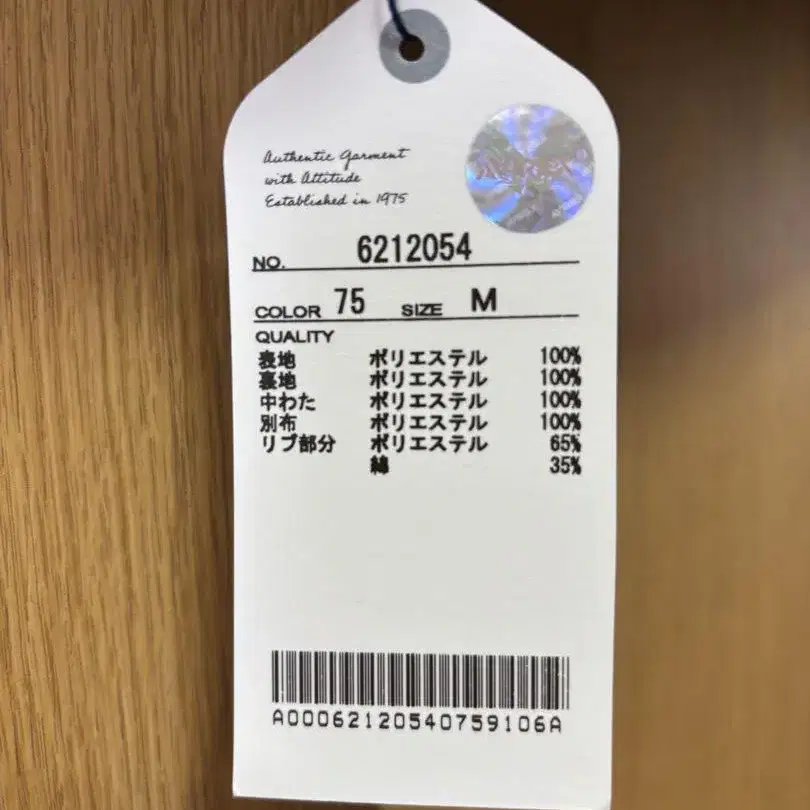 Authentic Garment
with Attitude
Established in 1975
NO. 6212054
COLOR 75 SIZE M
QUALITY
表地 ポリエステル 100%
裏地 ポリエステル 100%
中わた ポリエステル 100%
別布 ポリエステル 100%
リブ部分 ポリエステル 65%
綿 35%
A00062120540759106A